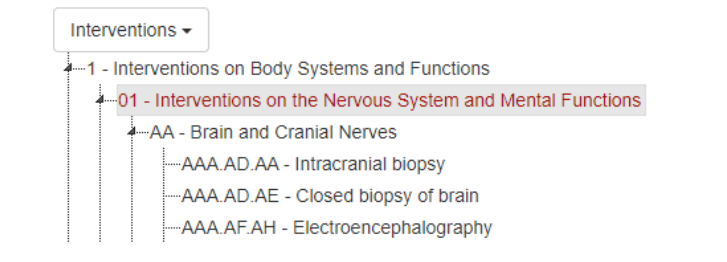 Interventions
1 - Interventions on Body Systems and Functions
01 - Interventions on the Nervous System and Mental Functions
AA - Brain and Cranial Nerves
AAA.AD.AA - Intracranial biopsy
AAA.AD.AE - Closed biopsy of brain
AAA.AF.AH - Electroencephalography